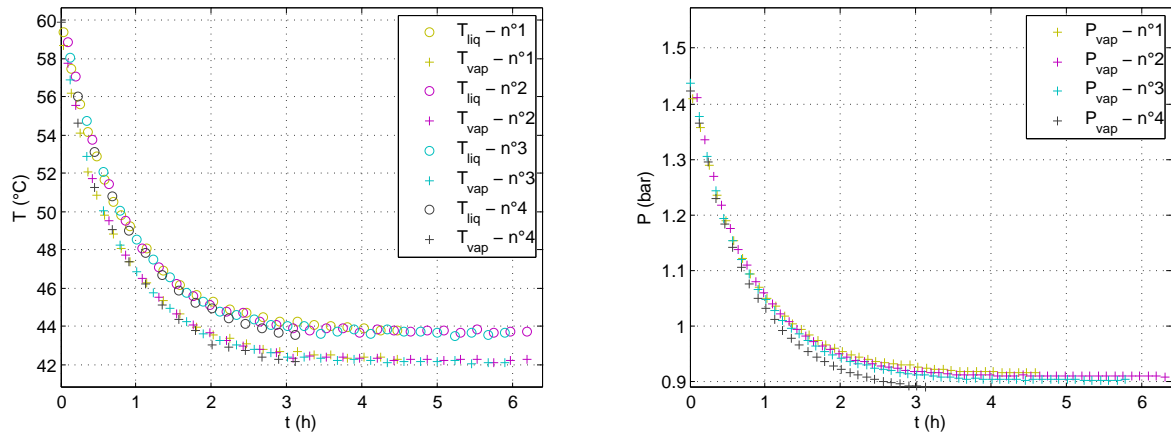 60
58
56
54
52
50
48
46
44
42
T (°C)
0
1
2
3
4
5
6
t (h)
T_liq − n°1
T_vap − n°1
T_liq − n°2
T_vap − n°2
T_liq − n°3
T_vap − n°3
T_liq − n°4
T_vap − n°4
1.5
1.4
1.3
1.2
1.1
1
0.9
P (bar)
0
1
2
3
4
5
6
t (h)
P_vap − n°1
P_vap − n°2
P_vap − n°3
P_vap − n°4